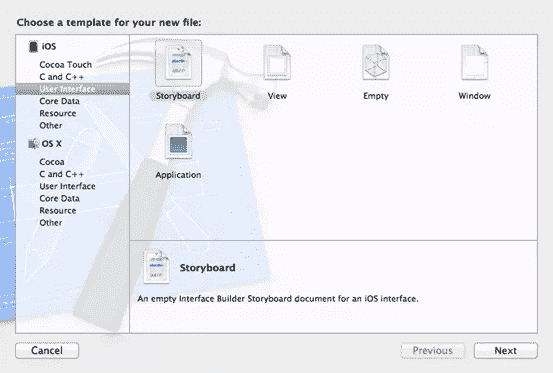 Choose a template for your new file:
iOS
Cocoa Touch
C and C++
User Interface
Core Data
Resource
Other
OS X
Cocoa
C and C++
User Interface
Core Data
Resource
Other
Storyboard
View
Empty
Window
Application
Storyboard
An empty Interface Builder Storyboard document for an iOS interface.
Cancel
Previous
Next